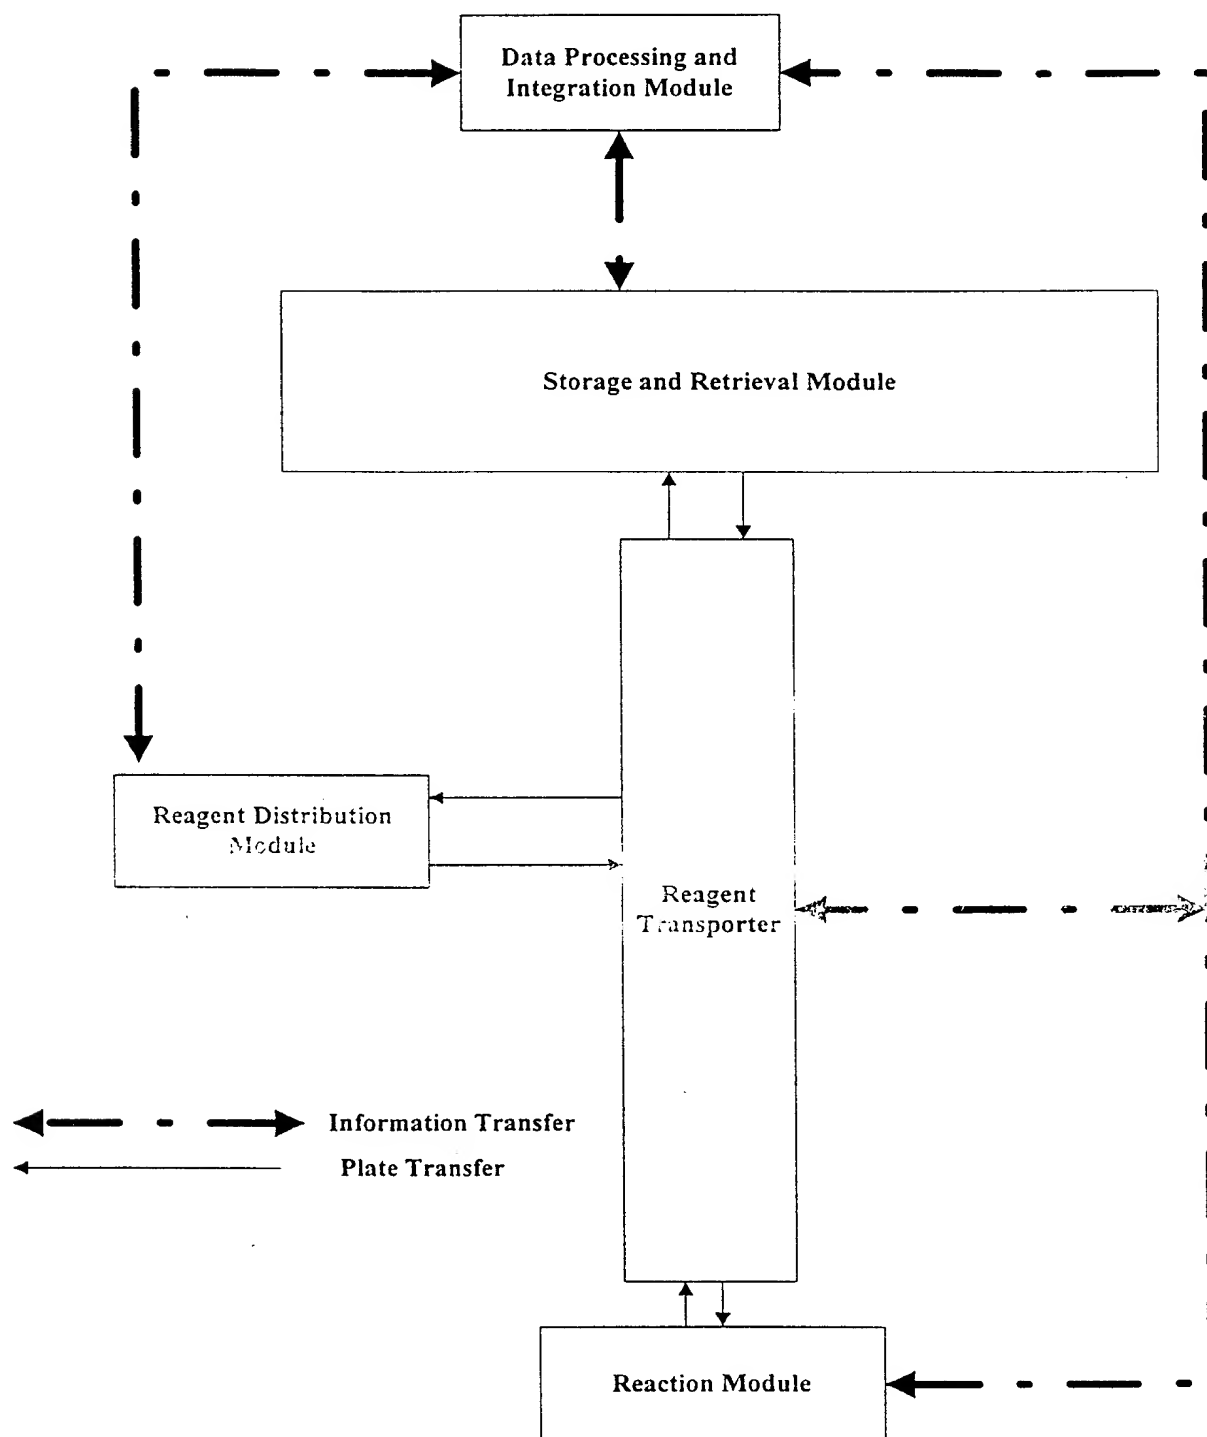 Data Processing and
Integration Module
Storage and Retrieval Module
Reagent Distribution
Module
Reagent
Transporter
Information Transfer
Plate Transfer
Reaction Module